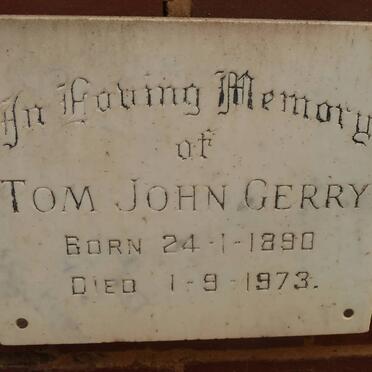 In Loving Memory
of
TOM JOHN GERRY
BORN 24-1-1890
DIED 1-9-1973.